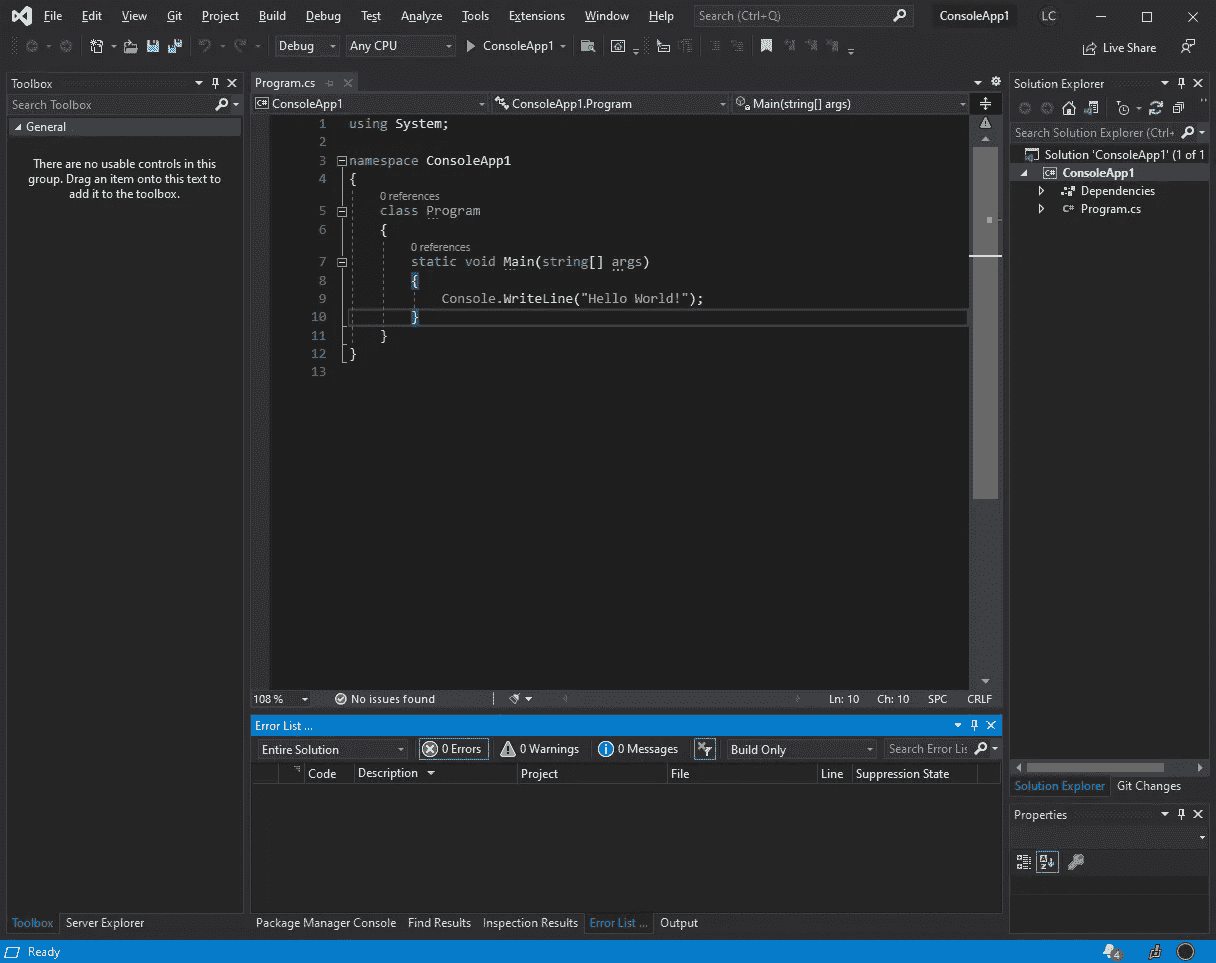 File Edit View Git Project Build Debug Test Analyze Tools Extensions Window Help Search (Ctrl+Q) ConsoleApp1 LC
Debug Any CPU ConsoleApp1 Live Share
Toolbox
Search Toolbox
General
There are no usable controls in this
group. Drag an item onto this text to
add it to the toolbox.
Toolbox Server Explorer
Program.cs
C# ConsoleApp1 ConsoleApp1.Program Main(string[] args)
1 using System;
2
3 namespace ConsoleApp1
4 {
0 references
5 class Program
6 {
0 references
7 static void Main(string[] args)
8 {
9 Console.WriteLine("Hello World!");
10 }
11 }
12 }
13
108 % No issues found Ln: 10 Ch: 10 SPC CRLF
Error List ...
Entire Solution 0 Errors 0 Warnings 0 Messages Build Only Search Error Lis
Code Description Project File Line Suppression State
Package Manager Console Find Results Inspection Results Error List ... Output
Solution Explorer
Search Solution Explorer (Ctrl+
Solution 'ConsoleApp1' (1 of 1
C# ConsoleApp1
Dependencies
C# Program.cs
Solution Explorer Git Changes
Properties
Ready 4